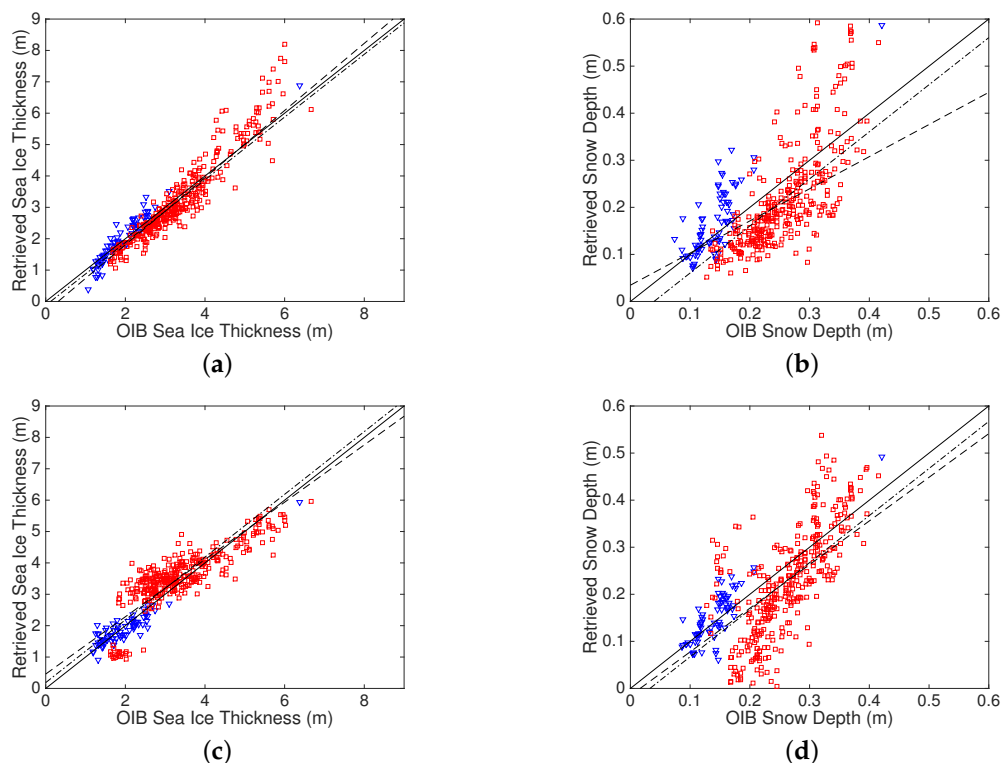 9
8
7
6
5
4
3
2
1
0
Retrieved Sea Ice Thickness (m)
0 2 4 6 8
OIB Sea Ice Thickness (m)
(a)
0.6
0.5
0.4
0.3
0.2
0.1
0
Retrieved Snow Depth (m)
0 0.1 0.2 0.3 0.4 0.5 0.6
OIB Snow Depth (m)
(b)
9
8
7
6
5
4
3
2
1
0
Retrieved Sea Ice Thickness (m)
0 2 4 6 8
OIB Sea Ice Thickness (m)
(c)
0.6
0.5
0.4
0.3
0.2
0.1
0
Retrieved Snow Depth (m)
0 0.1 0.2 0.3 0.4 0.5 0.6
OIB Snow Depth (m)
(d)